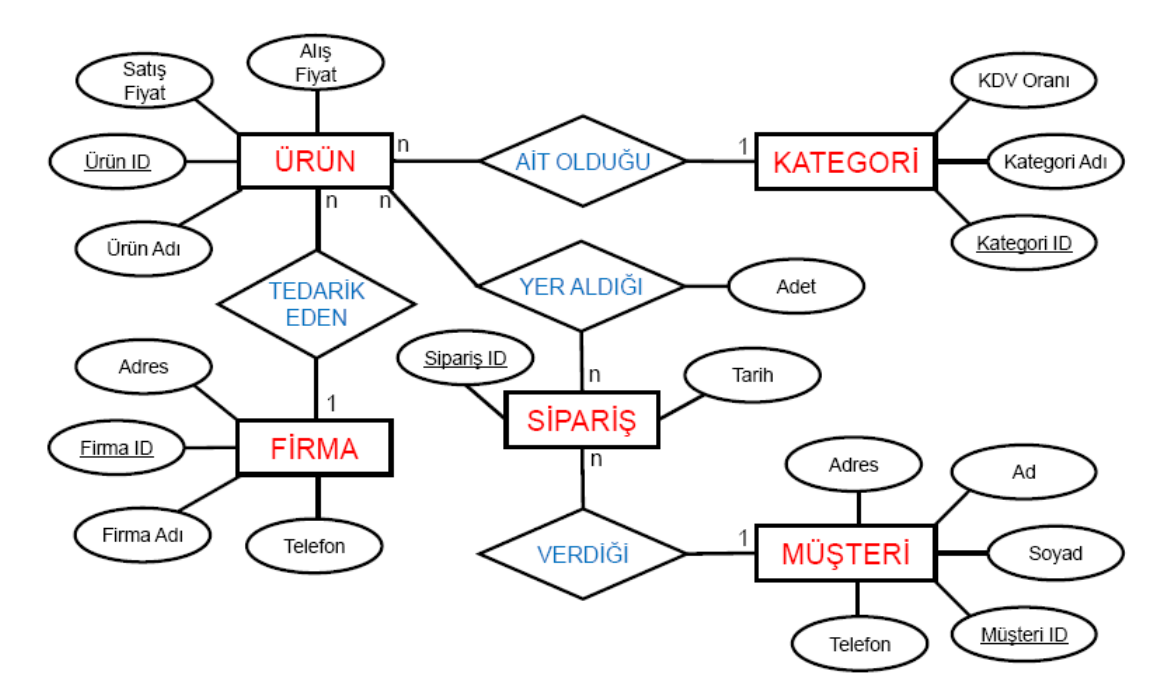 Alış
Fiyat
Satış
Fiyat
KDV Oranı
n
1
Ürün ID
ÜRÜN
AİT OLDUĞU
KATEGORİ
Kategori Adı
n
n
Ürün Adı
Kategori ID
TEDARİK
EDEN
YER ALDIĞI
Adet
Adres
Sipariş ID
n
Tarih
1
SİPARİŞ
Firma ID
FİRMA
n
Adres
Ad
Firma Adı
Telefon
1
VERDİĞİ
MÜŞTERİ
Soyad
Telefon
Müşteri ID